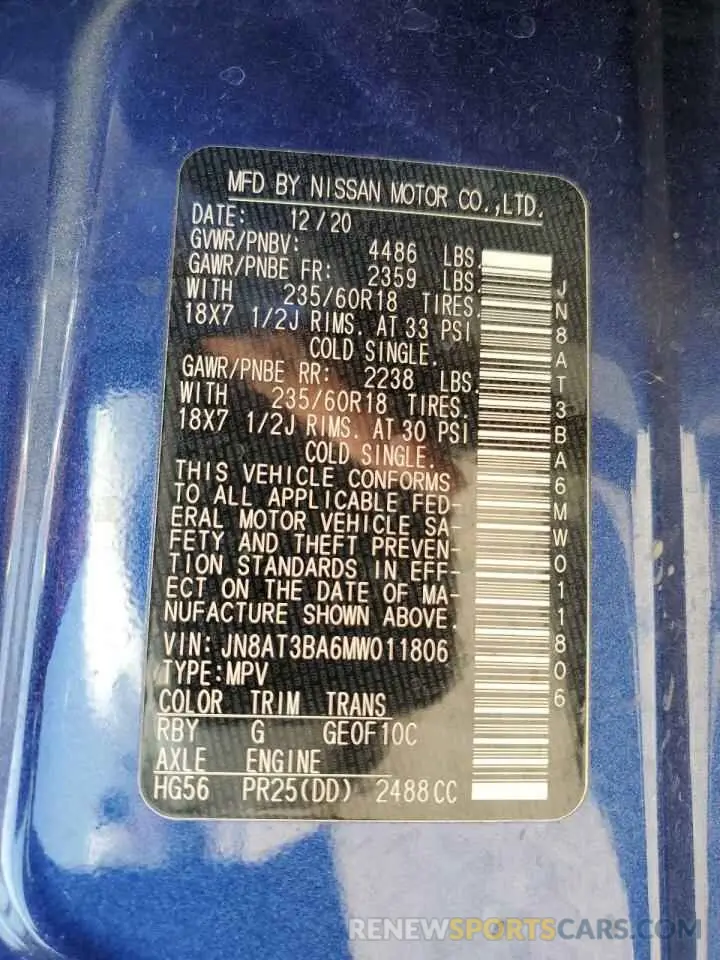 MFD BY NISSAN MOTOR CO.,LTD.
DATE: 12/20
GVWR/PNBV: 4486 LBS.
GAWR/PNBE FR: 2359 LBS.
WITH 235/60R18 TIRES.
18X7 1/2J RIMS. AT 33 PSI
COLD SINGLE.
GAWR/PNBE RR: 2238 LBS.
WITH 235/60R18 TIRES.
18X7 1/2J RIMS. AT 30 PSI
COLD SINGLE.
THIS VEHICLE CONFORMS
TO ALL APPLICABLE FED-
ERAL MOTOR VEHICLE SA-
FETY AND THEFT PREVEN-
TION STANDARDS IN EFF-
ECT ON THE DATE OF MA-
NUFACTURE SHOWN ABOVE.
VIN: JN8AT3BA6MW011806
TYPE:MPV
COLOR TRIM TRANS
RBY G GE0F10C
AXLE ENGINE
HG56 PR25(DD) 2488CC
JN8AT3BA6MW011806
RENEWSPORTSCARS.COM